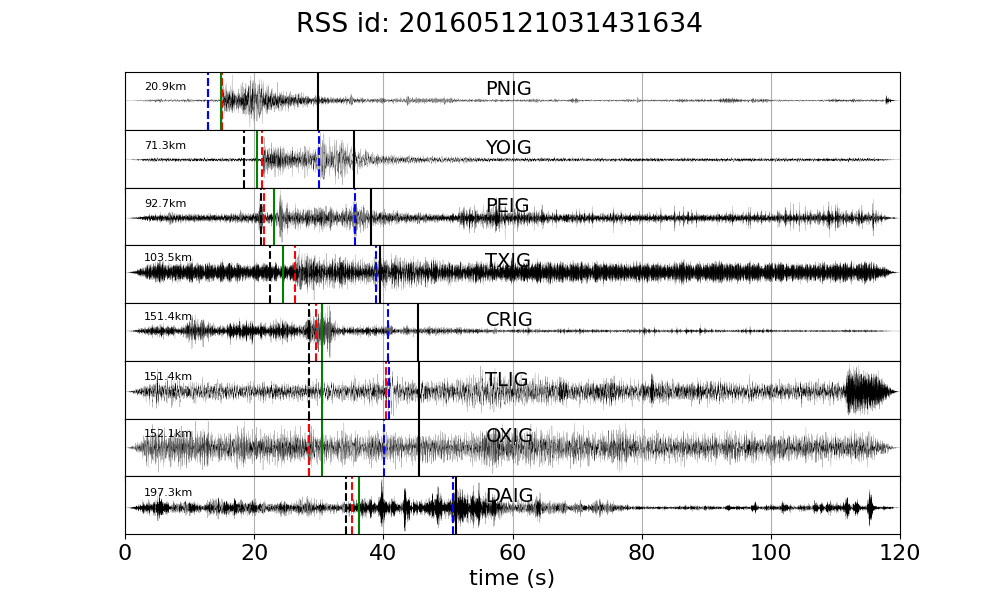 RSS id: 201605121031431634
20.9km PNIG
71.3km YOIG
92.7km PEIG
103.5km TXIG
151.4km CRIG
151.4km TLIG
152.1km OXIG
197.3km DAIG
0 20 40 60 80 100 120
time (s)